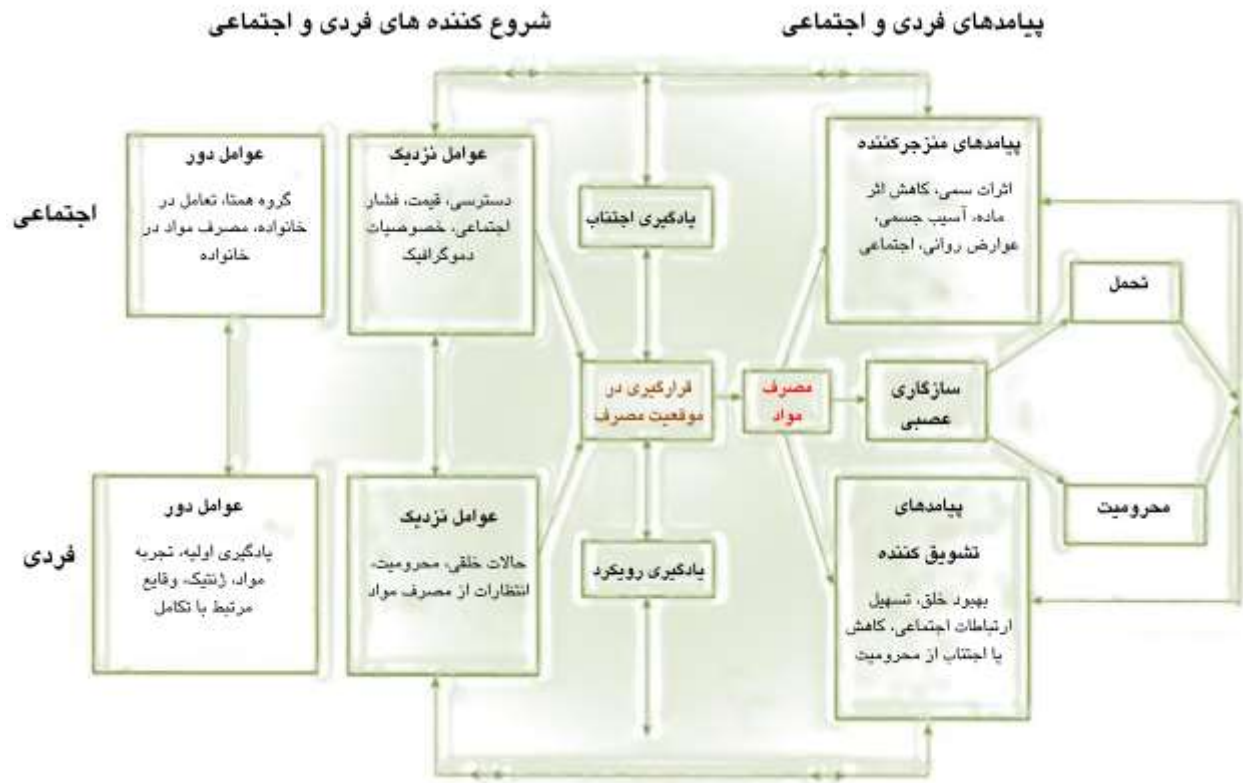 شروع کننده های فردی و اجتماعی
پیامدهای فردی و اجتماعی
اجتماعی
عوامل دور
گروه همتا، تعامل در
خانواده، مصرف مواد در
خانواده
عوامل نزدیک
دسترسی، قیمت، فشار
اجتماعی، خصوصیات
دموگرافیک
یادگیری اجتناب
پیامدهای منزجرکننده
اثرات سمی، کاهش اثر
ماده، آسیب جسمی،
عوارض روانی، اجتماعی
تحمل
قرارگیری در
موقعیت مصرف
مصرف
مواد
سازگاری
عصبی
محرومیت
فردی
عوامل دور
یادگیری اولیه، تجربه
مواد، ژنتیک، وقایع
مرتبط با تکامل
عوامل نزدیک
حالات خلقی، محرومیت،
انتظارات از مصرف مواد
یادگیری رویکرد
پیامدهای
تشویق کننده
بهبود خلق، تسهیل
ارتباطات اجتماعی، کاهش
یا اجتناب از محرومیت